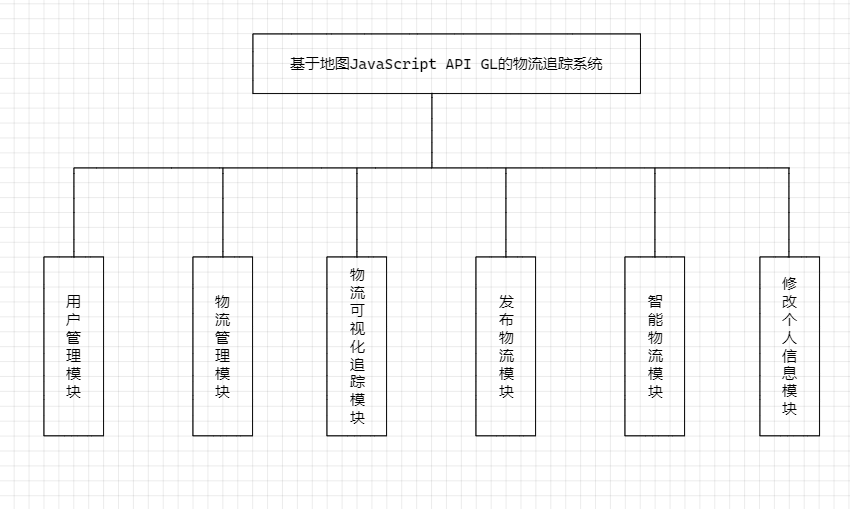 基于地图JavaScript API GL的物流追踪系统
用户管理模块
物流管理模块
物流可视化追踪模块
发布物流模块
智能物流模块
修改个人信息模块